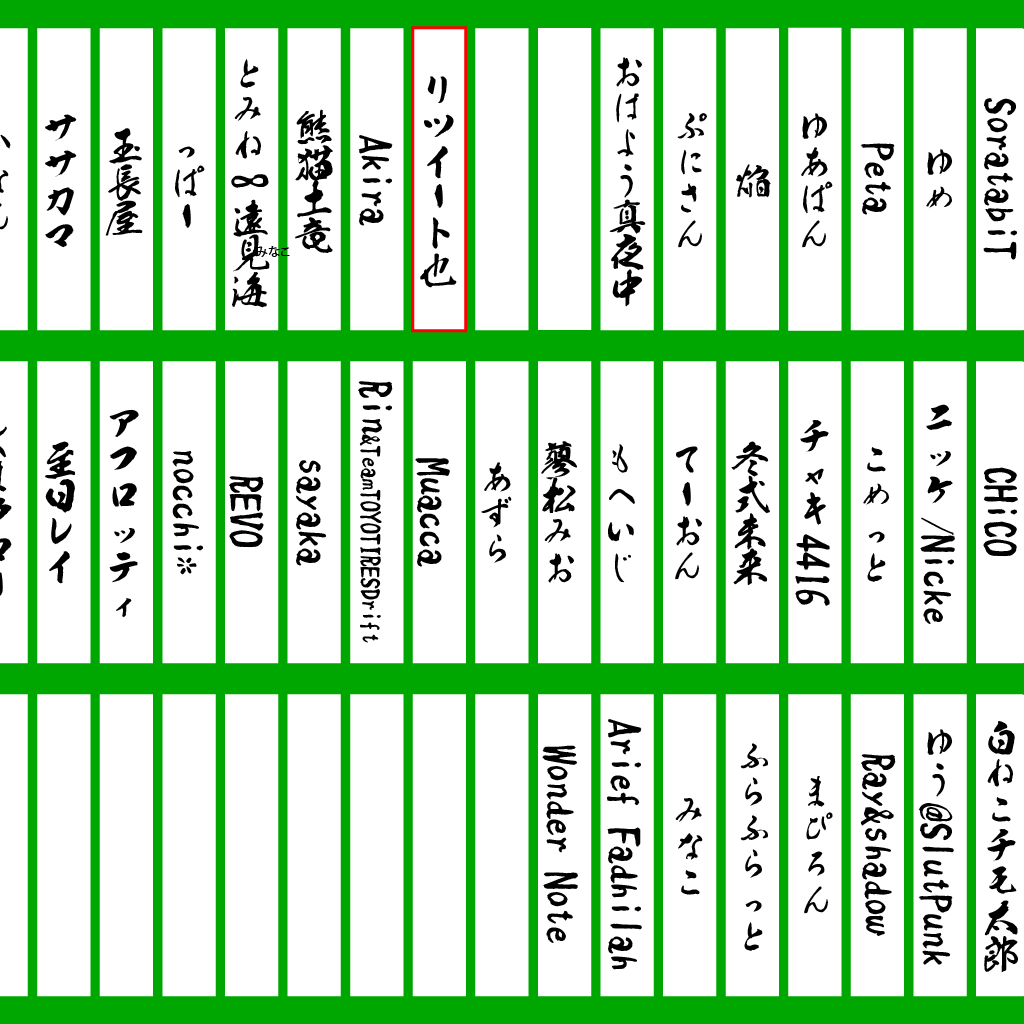 SoratabiT
ゆめ
Peta
ゆあぱん
焔
ぷにさん
おはよう真夜中
リツイート也
Akira
熊猫土竜
とみね∞遠見海
みなこ
っぱー
玉長屋
ササカマ
CHiCO
ニッケ/Nicke
こめっと
チャキ4416
冬式未来
てーおん
もへいじ
蓼松みお
あずら
Muacca
Rin&TeamTOYOTIRESDrift
sayaka
REVO
nocchi*
アフロッティ
レイ
白ねこチモ太郎
ゆう@SlutPunk
Ray&shadow
まぴろん
ふらふらっと
みなこ
Arief Fadhilah
Wonder Note